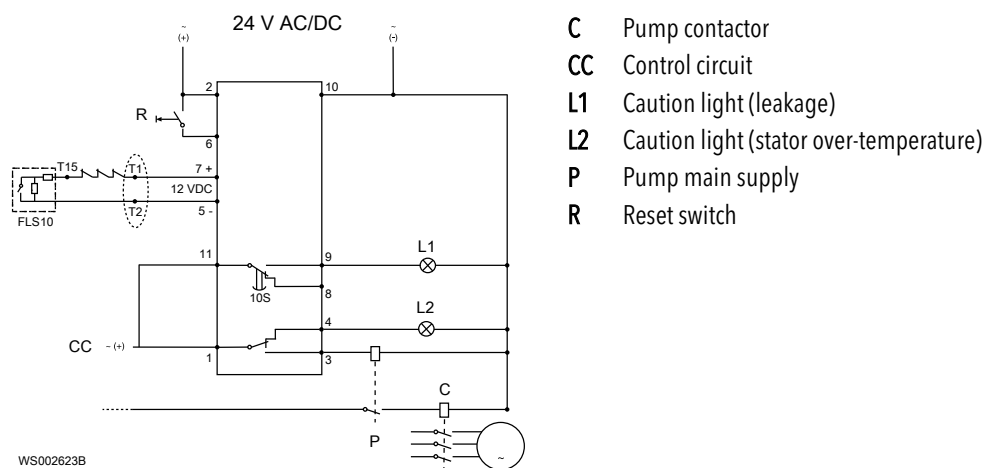 24 V AC/DC
~
(+)
~
(-)
2
10
R
6
T15
T1
7 +
12 VDC
T2
5 -
FLS10
11
9
L1
10S
8
L2
4
CC ~ (+)
1
3
C
P
~
WS002623B
C Pump contactor
CC Control circuit
L1 Caution light (leakage)
L2 Caution light (stator over-temperature)
P Pump main supply
R Reset switch